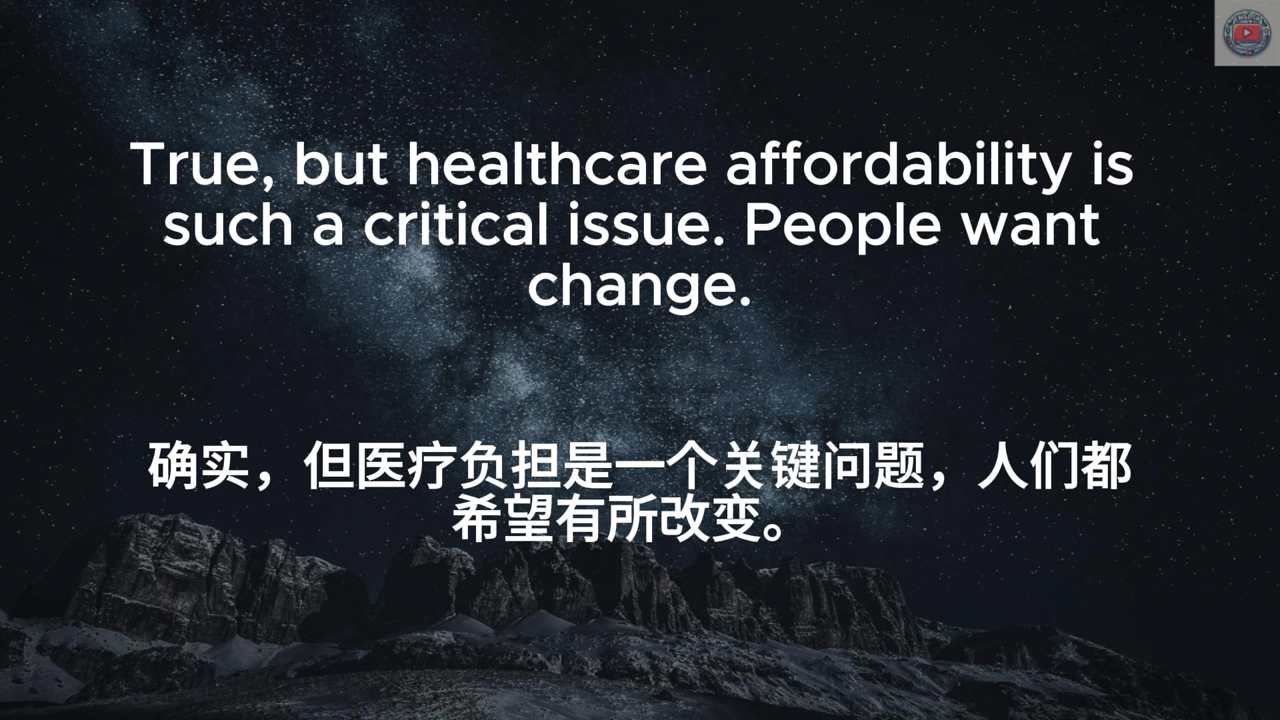 True, but healthcare affordability is
such a critical issue. People want
change.
确实，但医疗负担是一个关键问题，人们都
希望有所改变。